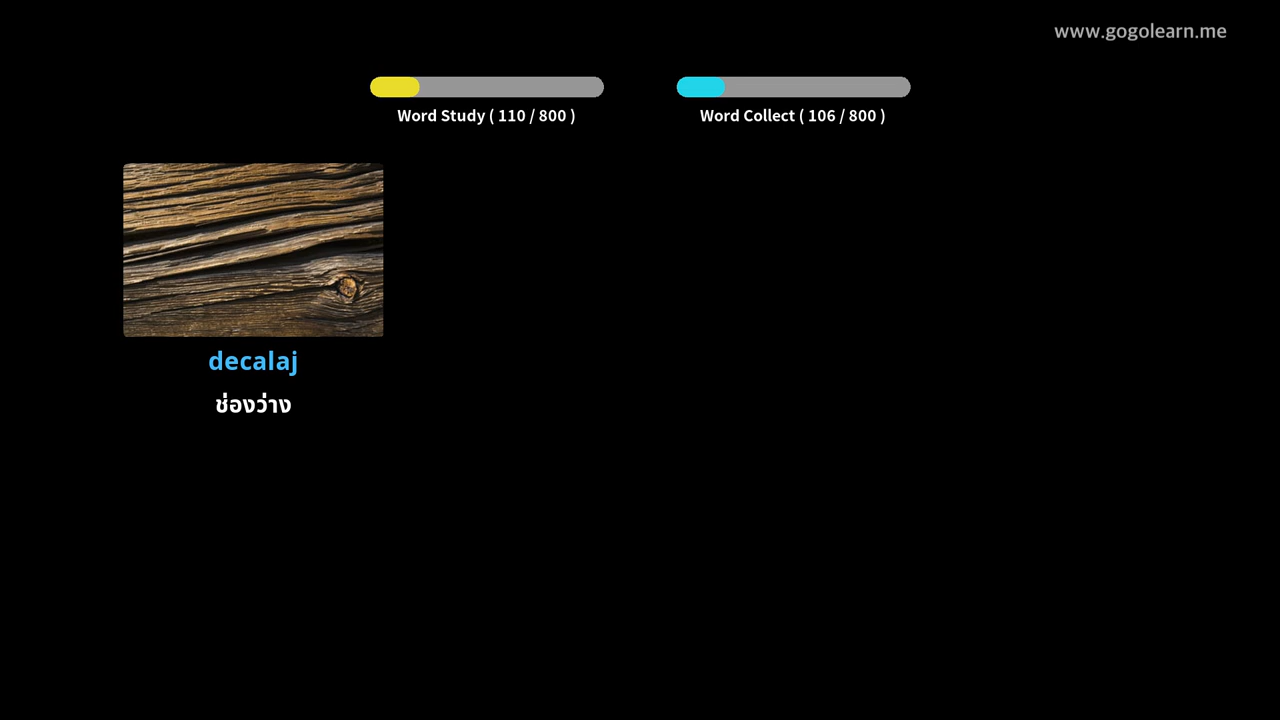 www.gogolearn.me
Word Study ( 110 / 800 )
Word Collect ( 106 / 800 )
decalaj
ช่องว่าง